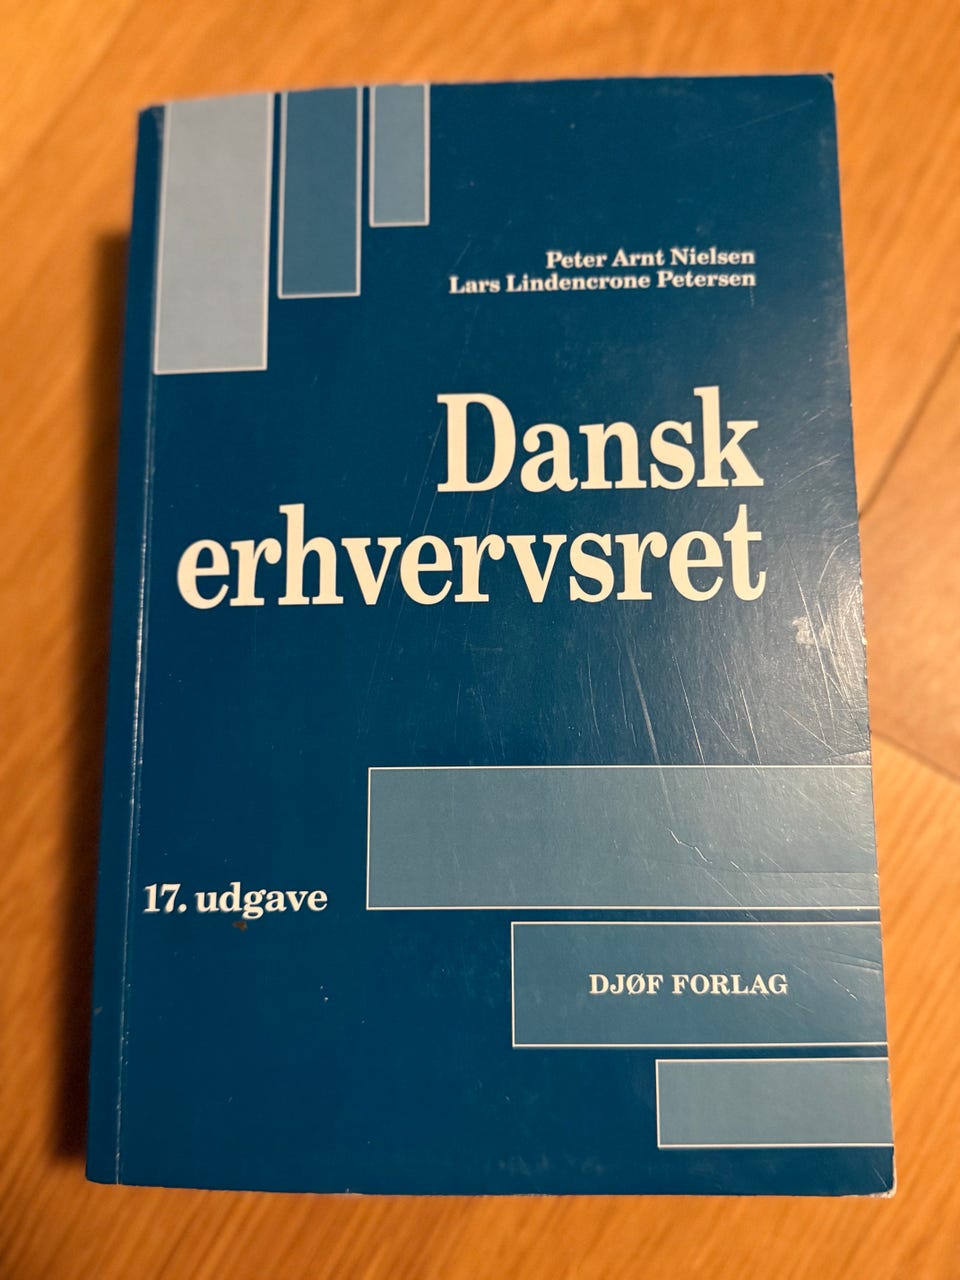 Peter Arnt Nielsen
Lars Lindencrone Petersen
Dansk
erhvervsret
17. udgave
DJØF FORLAG